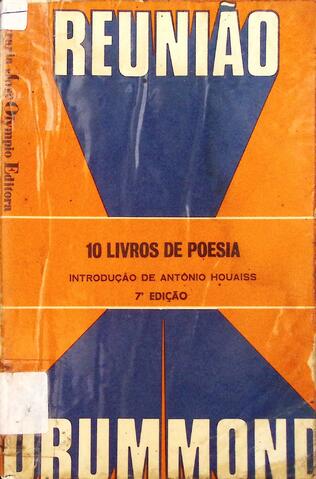 REUNIÃO
10 LIVROS DE POESIA
INTRODUÇÃO DE ANTÔNIO HOUAISS
7ª EDIÇÃO
DRUMMOND
José Olympio Editora